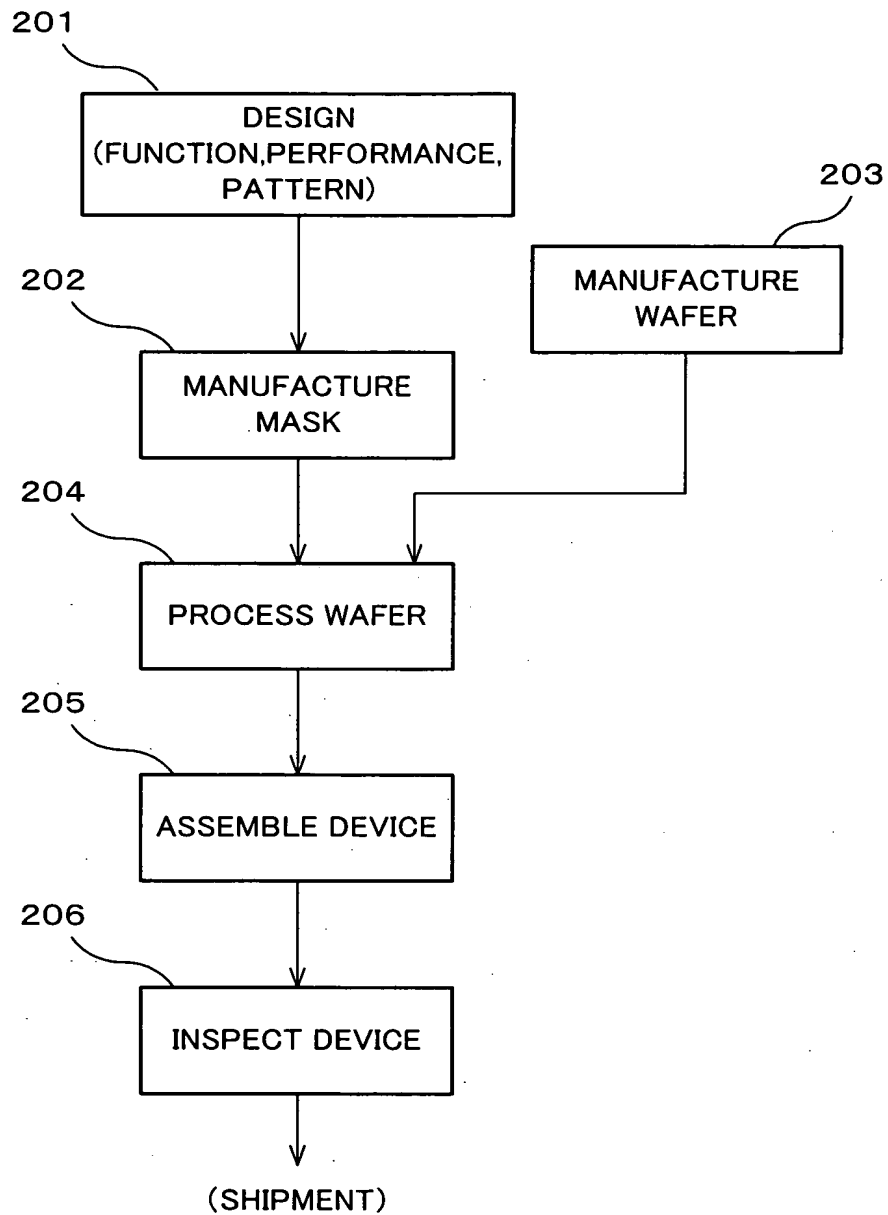 201
DESIGN
(FUNCTION,PERFORMANCE,
PATTERN)
203
MANUFACTURE
WAFER
202
MANUFACTURE
MASK
204
PROCESS WAFER
205
ASSEMBLE DEVICE
206
INSPECT DEVICE
(SHIPMENT)